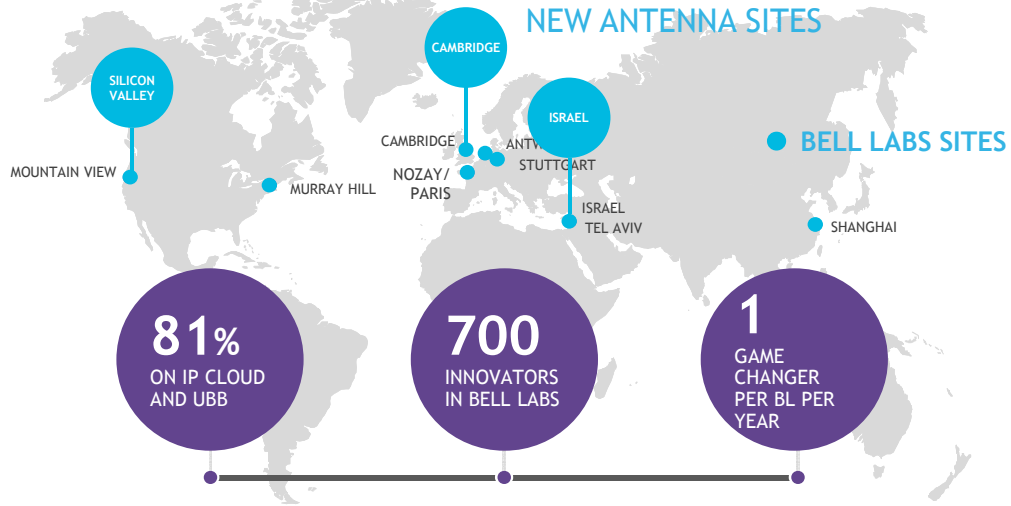 NEW ANTENNA SITES
CAMBRIDGE
SILICON
VALLEY
ISRAEL
BELL LABS SITES
CAMBRIDGE
STUTTGART
MOUNTAIN VIEW
NOZAY/
PARIS
MURRAY HILL
ISRAEL
TEL AVIV
SHANGHAI
81%
ON IP CLOUD
AND UBB
700
INNOVATORS
IN BELL LABS
1
GAME
CHANGER
PER BL PER
YEAR